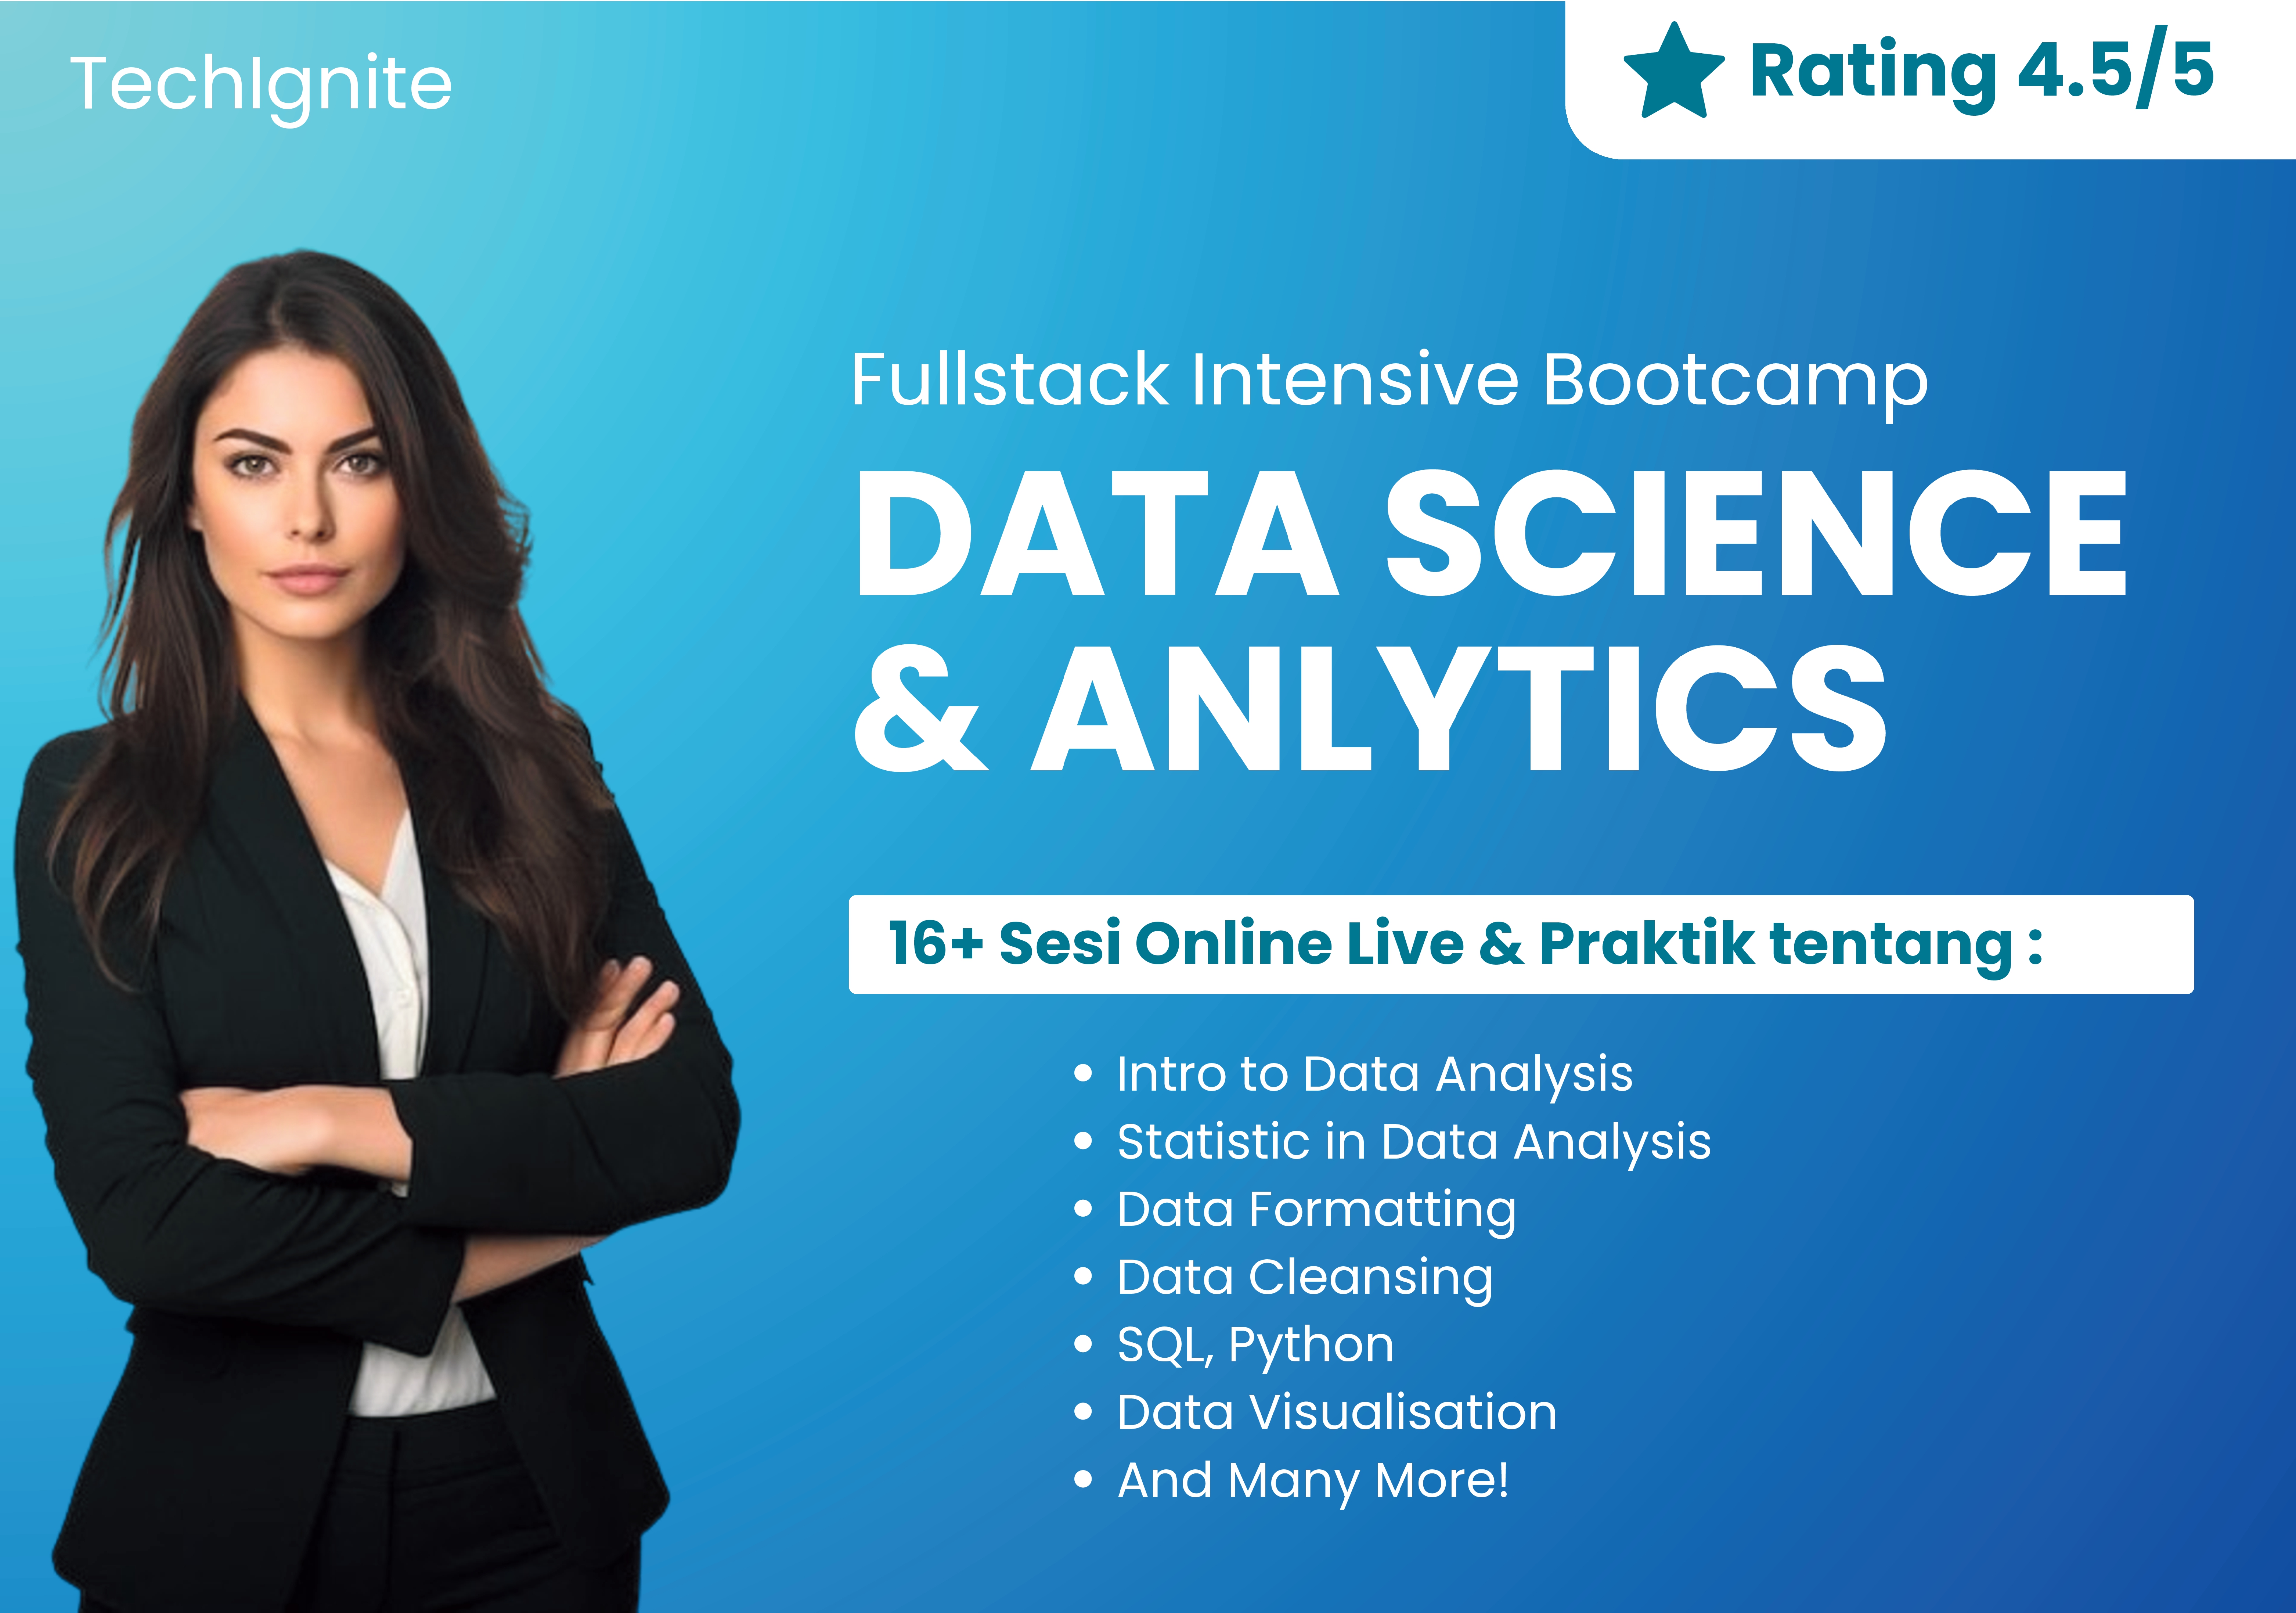 TechIgnite
Rating 4.5/5
Fullstack Intensive Bootcamp
DATA SCIENCE
& ANLYTICS
16+ Sesi Online Live & Praktik tentang :
• Intro to Data Analysis
• Statistic in Data Analysis
• Data Formatting
• Data Cleansing
• SQL, Python
• Data Visualisation
• And Many More!